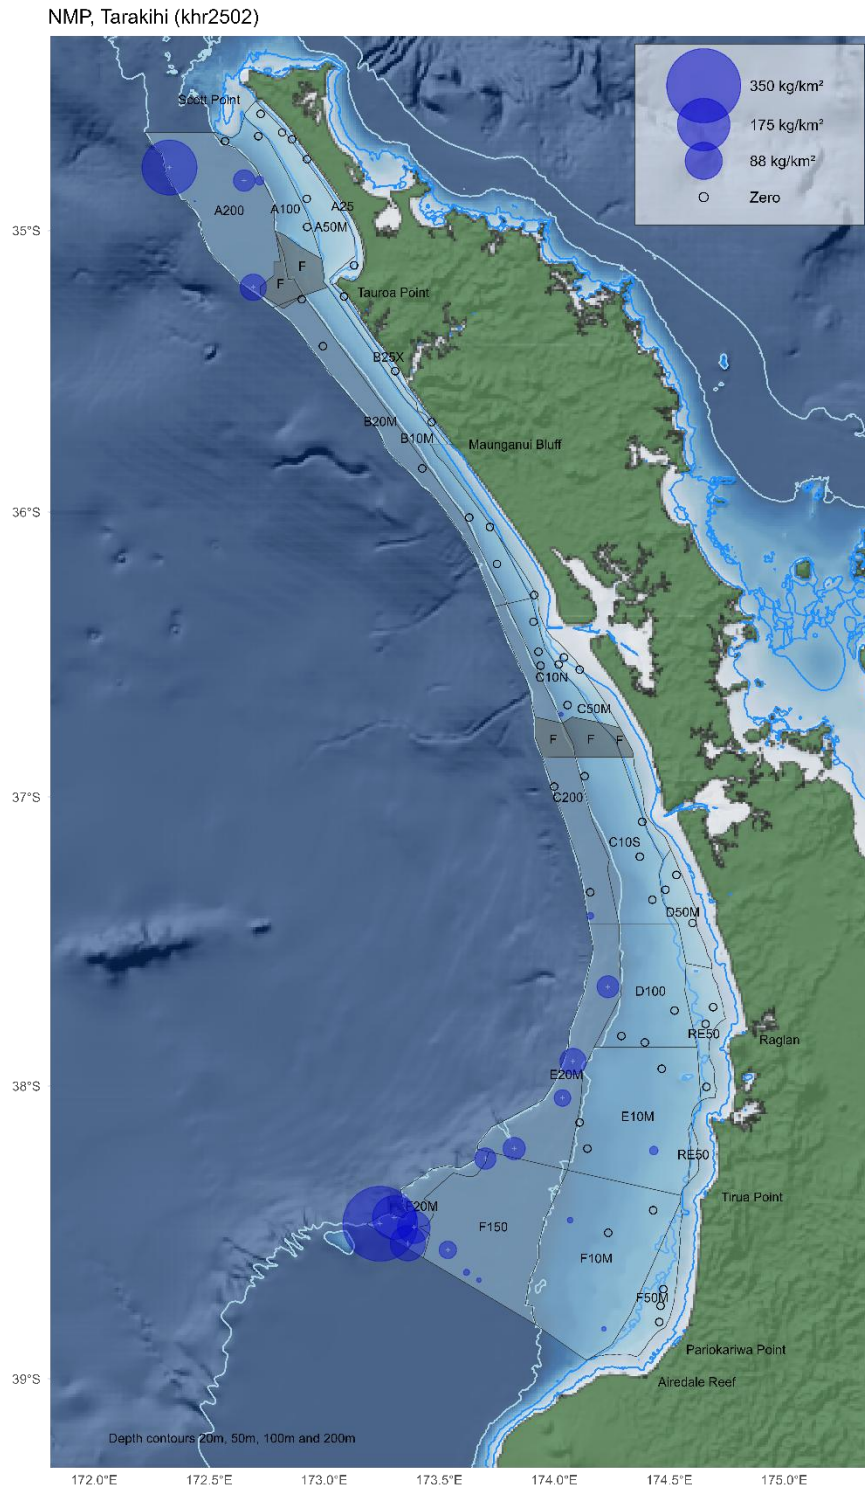 NMP, Tarakihi (khr2502)
350 kg/km²
175 kg/km²
88 kg/km²
Zero
Scott Point
A200
A100
A25
A50M
F
F
Tauroa Point
B25X
B20M
B10M
Maunganui Bluff
C10N
C50M
F
F
F
C200
C10S
D50M
D100
RE50
Raglan
E20M
E10M
RE50
Tirua Point
F20M
F150
F10M
F50M
Pariokariwa Point
Airedale Reef
Depth contours 20m, 50m, 100m and 200m
35°S
36°S
37°S
38°S
39°S
172.0°E
172.5°E
173.0°E
173.5°E
174.0°E
174.5°E
175.0°E